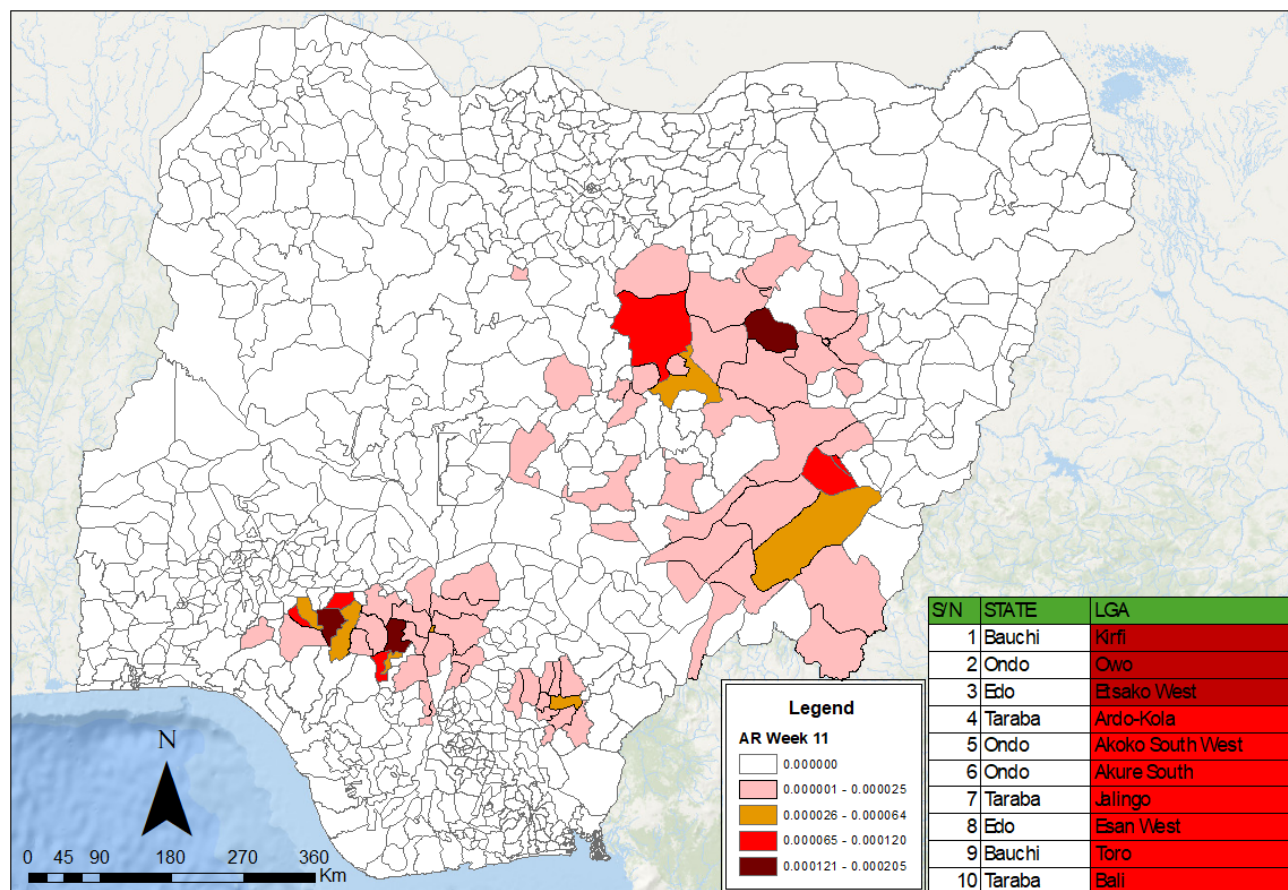 S/N STATE LGA
1 Bauchi Kirfi
2 Ondo Owo
3 Edo Etsako West
4 Taraba Ardo-Kola
5 Ondo Akoko South West
6 Ondo Akure South
7 Taraba Jalingo
8 Edo Esan West
9 Bauchi Toro
10 Taraba Bali
Legend
AR Week 11
0.000000
0.000001 - 0.000025
0.000026 - 0.000064
0.000065 - 0.000120
0.000121 - 0.000205
N
0 45 90 180 270 360
Km